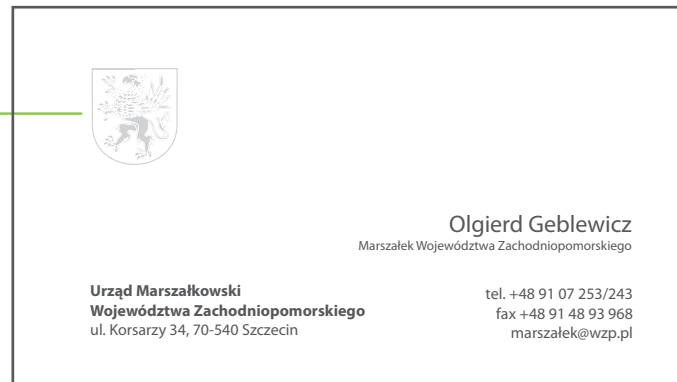 Olgierd Geblewicz
Marszałek Województwa Zachodniopomorskiego
Urząd Marszałkowski
Województwa Zachodniopomorskiego
ul. Korsarzy 34, 70-540 Szczecin
tel. +48 91 07 253/243
fax +48 91 48 93 968
marszałek@wzp.pl